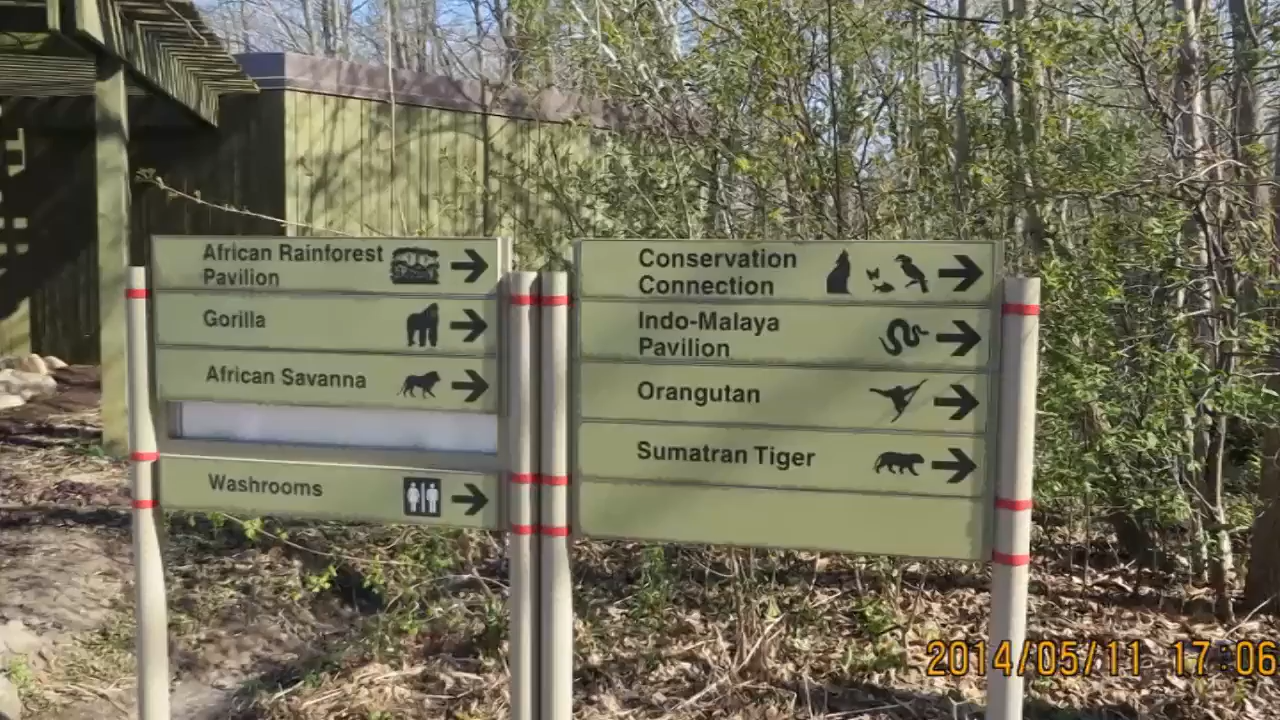 African Rainforest
Pavilion
Gorilla
African Savanna
Washrooms
Conservation
Connection
Indo-Malaya
Pavilion
Orangutan
Sumatran Tiger
2014/05/11 17:06